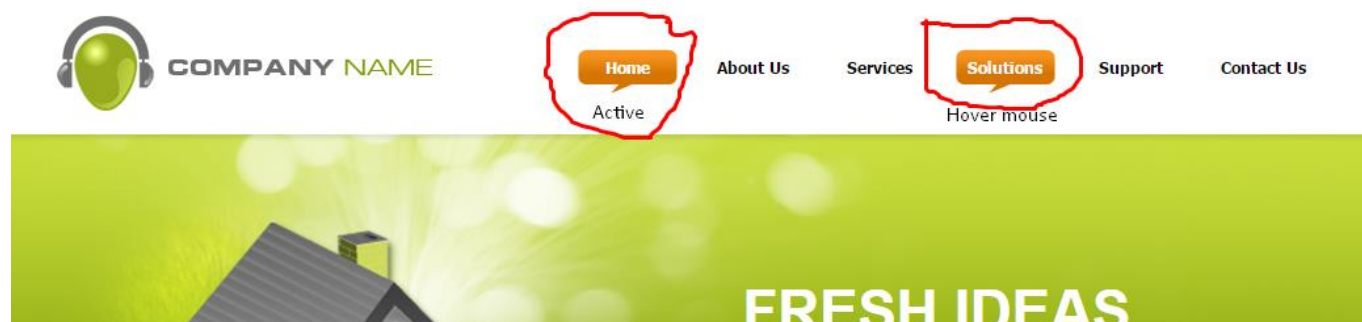 COMPANY NAME
Home About Us Services Solutions Support Contact Us
Active Hover mouse
FRESH IDEAS